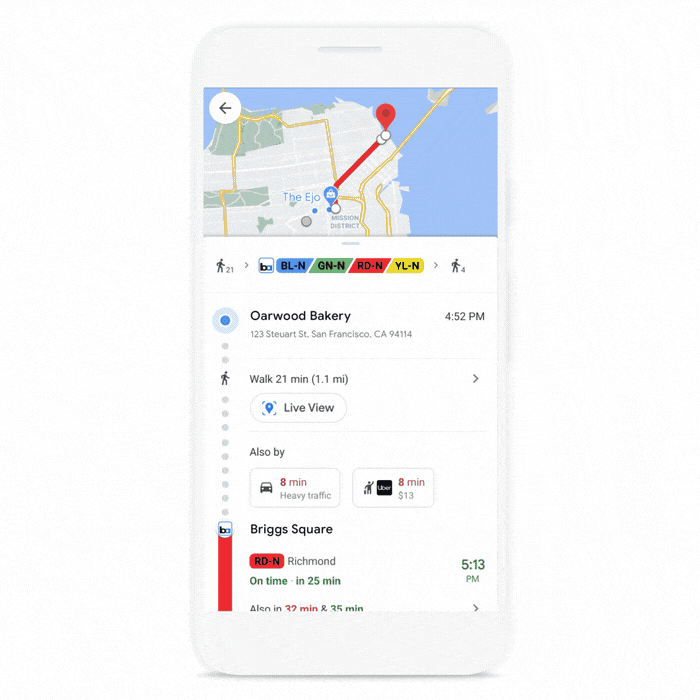 The Ejo
MISSION
DISTRICT
21 ba BL-N GN-N RD-N YL-N 4
Oarwood Bakery 4:52 PM
123 Steuart St, San Francisco, CA 94114
Walk 21 min (1.1 mi)
Live View
Also by
8 min
Heavy traffic
Uber 8 min
$13
ba Briggs Square
RD-N Richmond 5:13
On time · in 25 min PM
Also in 32 min & 35 min